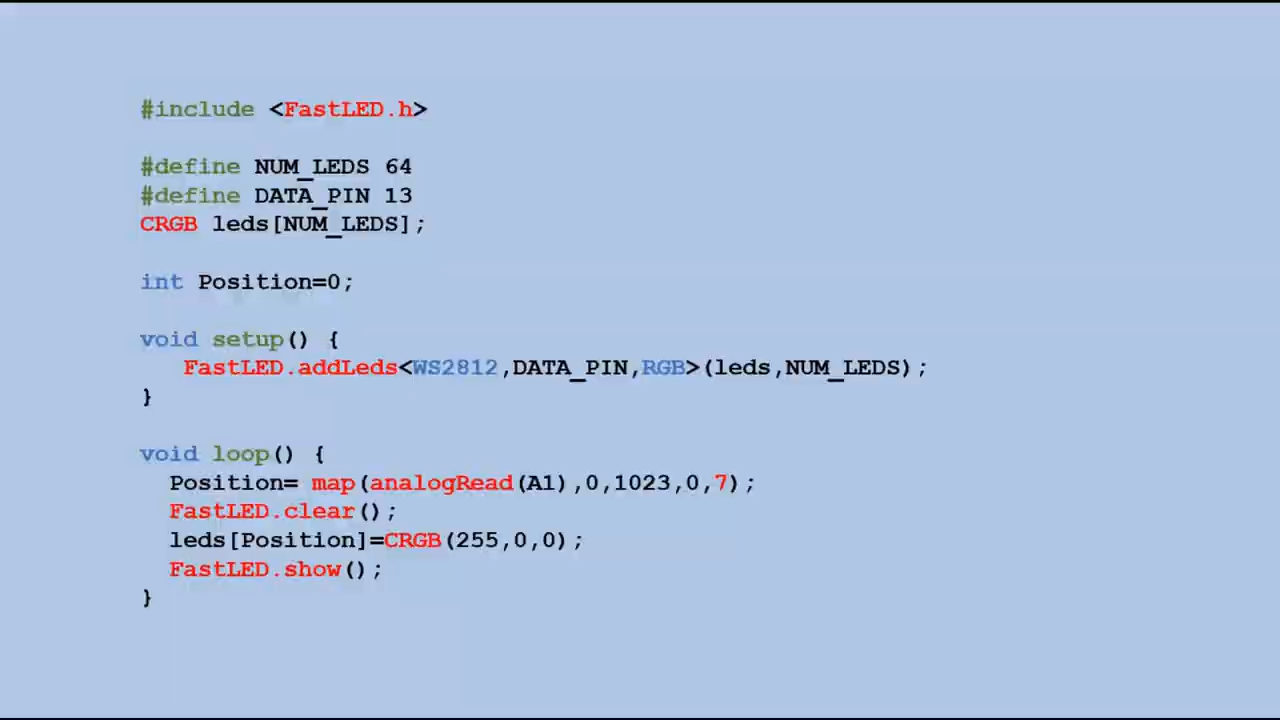 #include <FastLED.h>
#define NUM_LEDS 64
#define DATA_PIN 13
CRGB leds[NUM_LEDS];
int Position=0;
void setup() {
FastLED.addLeds<WS2812,DATA_PIN,RGB>(leds,NUM_LEDS);
}
void loop() {
Position= map(analogRead(A1),0,1023,0,7);
FastLED.clear();
leds[Position]=CRGB(255,0,0);
FastLED.show();
}